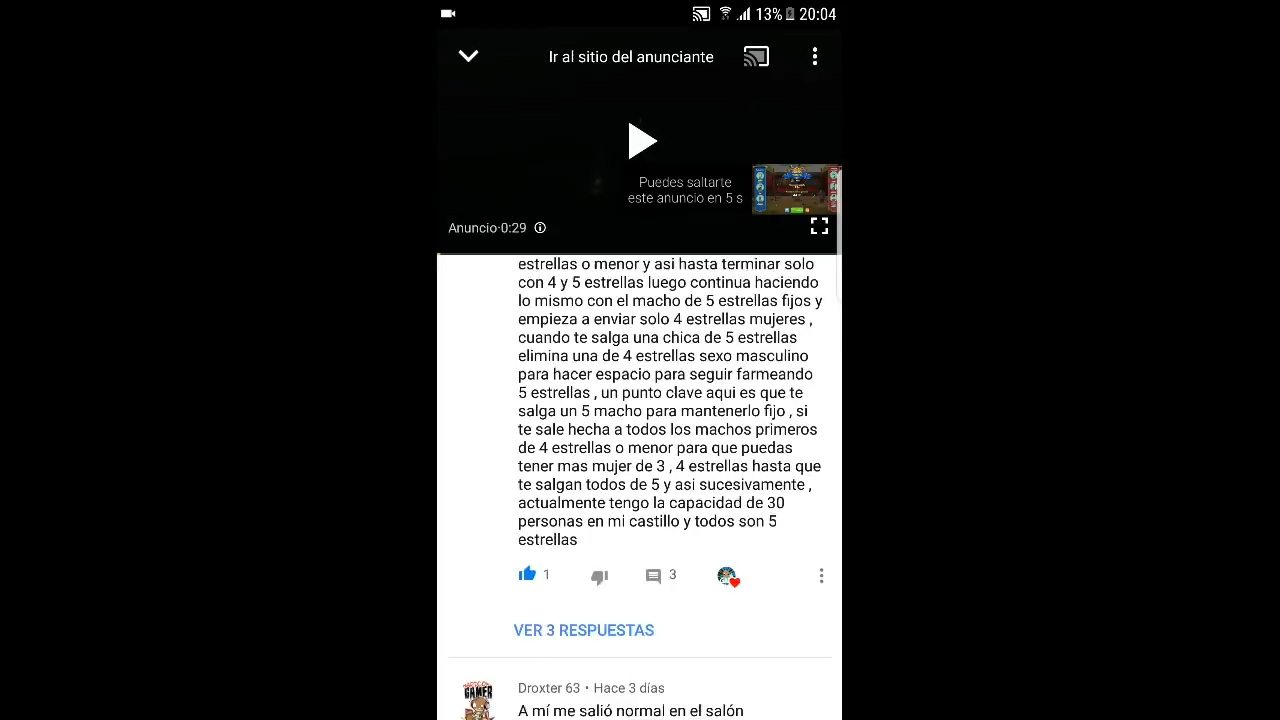 13% 20:04
Ir al sitio del anunciante
Puedes saltarte
este anuncio en 5 s
Anuncio·0:29
estrellas o menor y asi hasta terminar solo
con 4 y 5 estrellas luego continua haciendo
lo mismo con el macho de 5 estrellas fijos y
empieza a enviar solo 4 estrellas mujeres ,
cuando te salga una chica de 5 estrellas
elimina una de 4 estrellas sexo masculino
para hacer espacio para seguir farmeando
5 estrellas , un punto clave aqui es que te
salga un 5 macho para mantenerlo fijo , si
te sale hecha a todos los machos primeros
de 4 estrellas o menor para que puedas
tener mas mujer de 3 , 4 estrellas hasta que
te salgan todos de 5 y asi sucesivamente ,
actualmente tengo la capacidad de 30
personas en mi castillo y todos son 5
estrellas
1
3
VER 3 RESPUESTAS
GAMER
Droxter 63 • Hace 3 días
A mí me salió normal en el salón